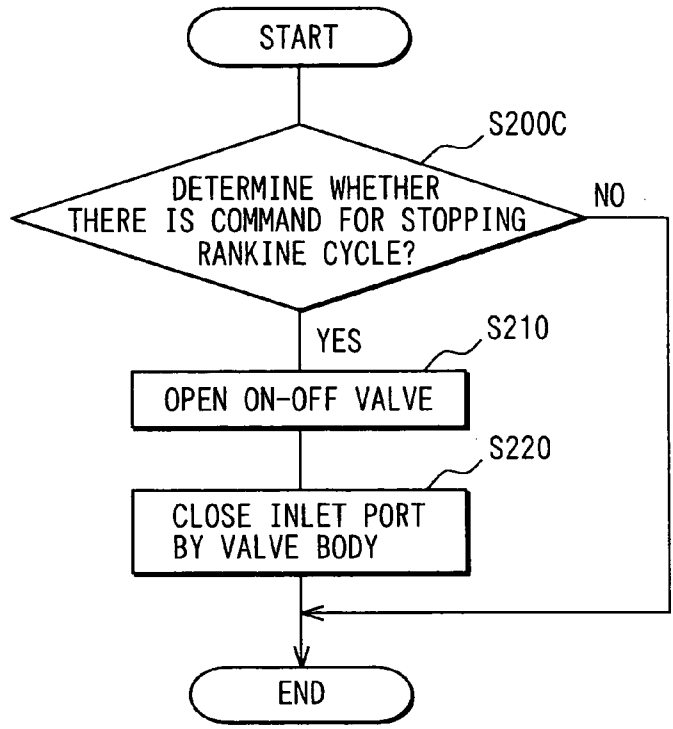 START
S200C
DETERMINE WHETHER
THERE IS COMMAND FOR STOPPING
RANKINE CYCLE?
NO
YES
S210
OPEN ON-OFF VALVE
S220
CLOSE INLET PORT
BY VALVE BODY
END